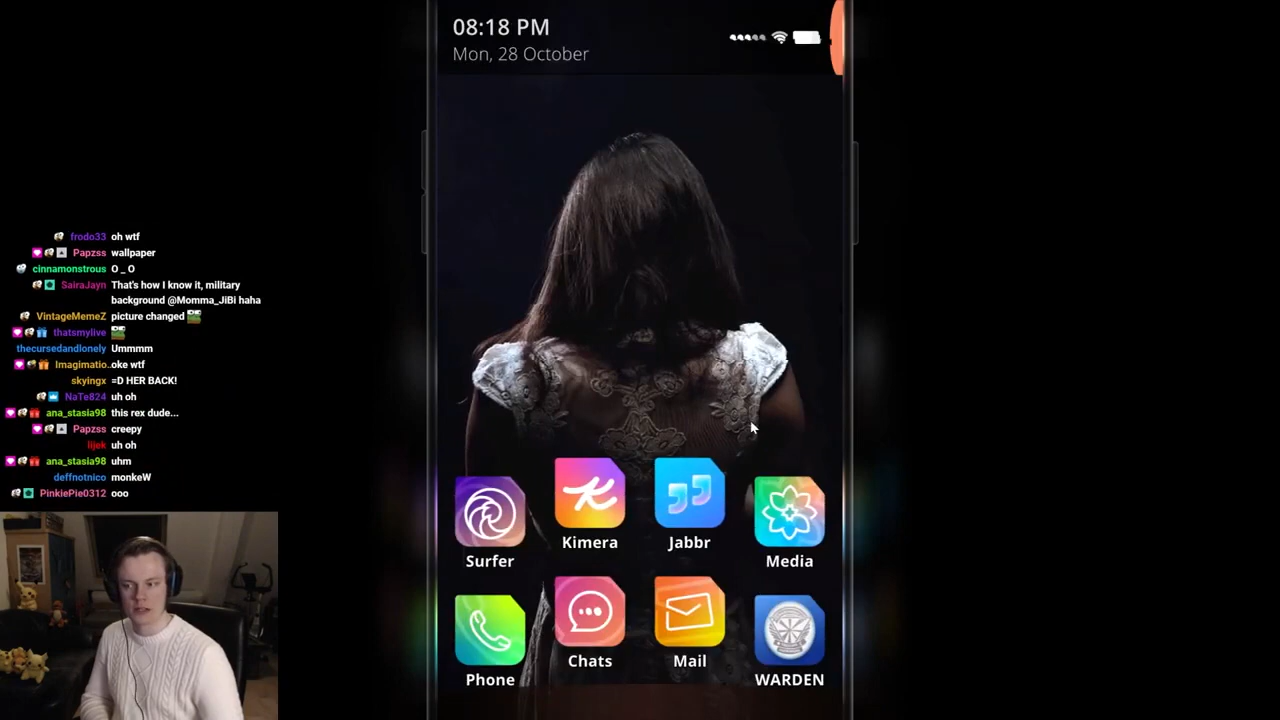 08:18 PM
Mon, 28 October
frodo33 oh wtf
Papzss wallpaper
cinnamonstrous O _ O
SairaJayn That's how I know it, military
background @Momma_JiBi haha
VintageMemeZ picture changed
thatsmylive
thecursedandlonely Ummmm
Imagimatio.. oke wtf
skyingx =D HER BACK!
NaTe824 uh oh
ana_stasia98 this rex dude...
Papzss creepy
lijek uh oh
ana_stasia98 uhm
deffnotnico monkeW
PinkiePie0312 ooo
Surfer
Kimera
Jabbr
Media
Phone
Chats
Mail
WARDEN